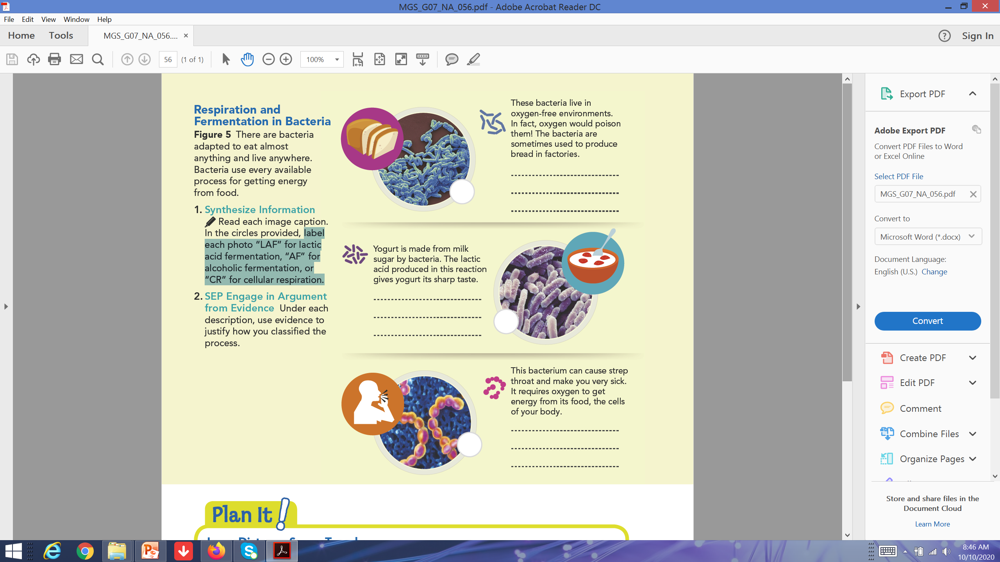 MGS_G07_NA_056.pdf - Adobe Acrobat Reader DC
File Edit View Window Help
Home Tools MGS_G07_NA_056.... × ? Sign In
56 (1 of 1) 100%
Respiration and
Fermentation in Bacteria
Figure 5 There are bacteria
adapted to eat almost
anything and live anywhere.
Bacteria use every available
process for getting energy
from food.
1. Synthesize Information
Read each image caption.
In the circles provided, label
each photo “LAF” for lactic
acid fermentation, “AF” for
alcoholic fermentation, or
“CR” for cellular respiration.
2. SEP Engage in Argument
from Evidence Under each
description, use evidence to
justify how you classified the
process.
These bacteria live in
oxygen-free environments.
In fact, oxygen would poison
them! The bacteria are
sometimes used to produce
bread in factories.
Yogurt is made from milk
sugar by bacteria. The lactic
acid produced in this reaction
gives yogurt its sharp taste.
This bacterium can cause strep
throat and make you very sick.
It requires oxygen to get
energy from its food, the cells
of your body.
Plan It!
Export PDF
Adobe Export PDF
Convert PDF Files to Word
or Excel Online
Select PDF File
MGS_G07_NA_056.pdf
Convert to
Microsoft Word (*.docx)
Document Language:
English (U.S.) Change
Convert
Create PDF
Edit PDF
Comment
Combine Files
Organize Pages
Store and share files in the
Document Cloud
Learn More
8:46 AM
10/10/2020